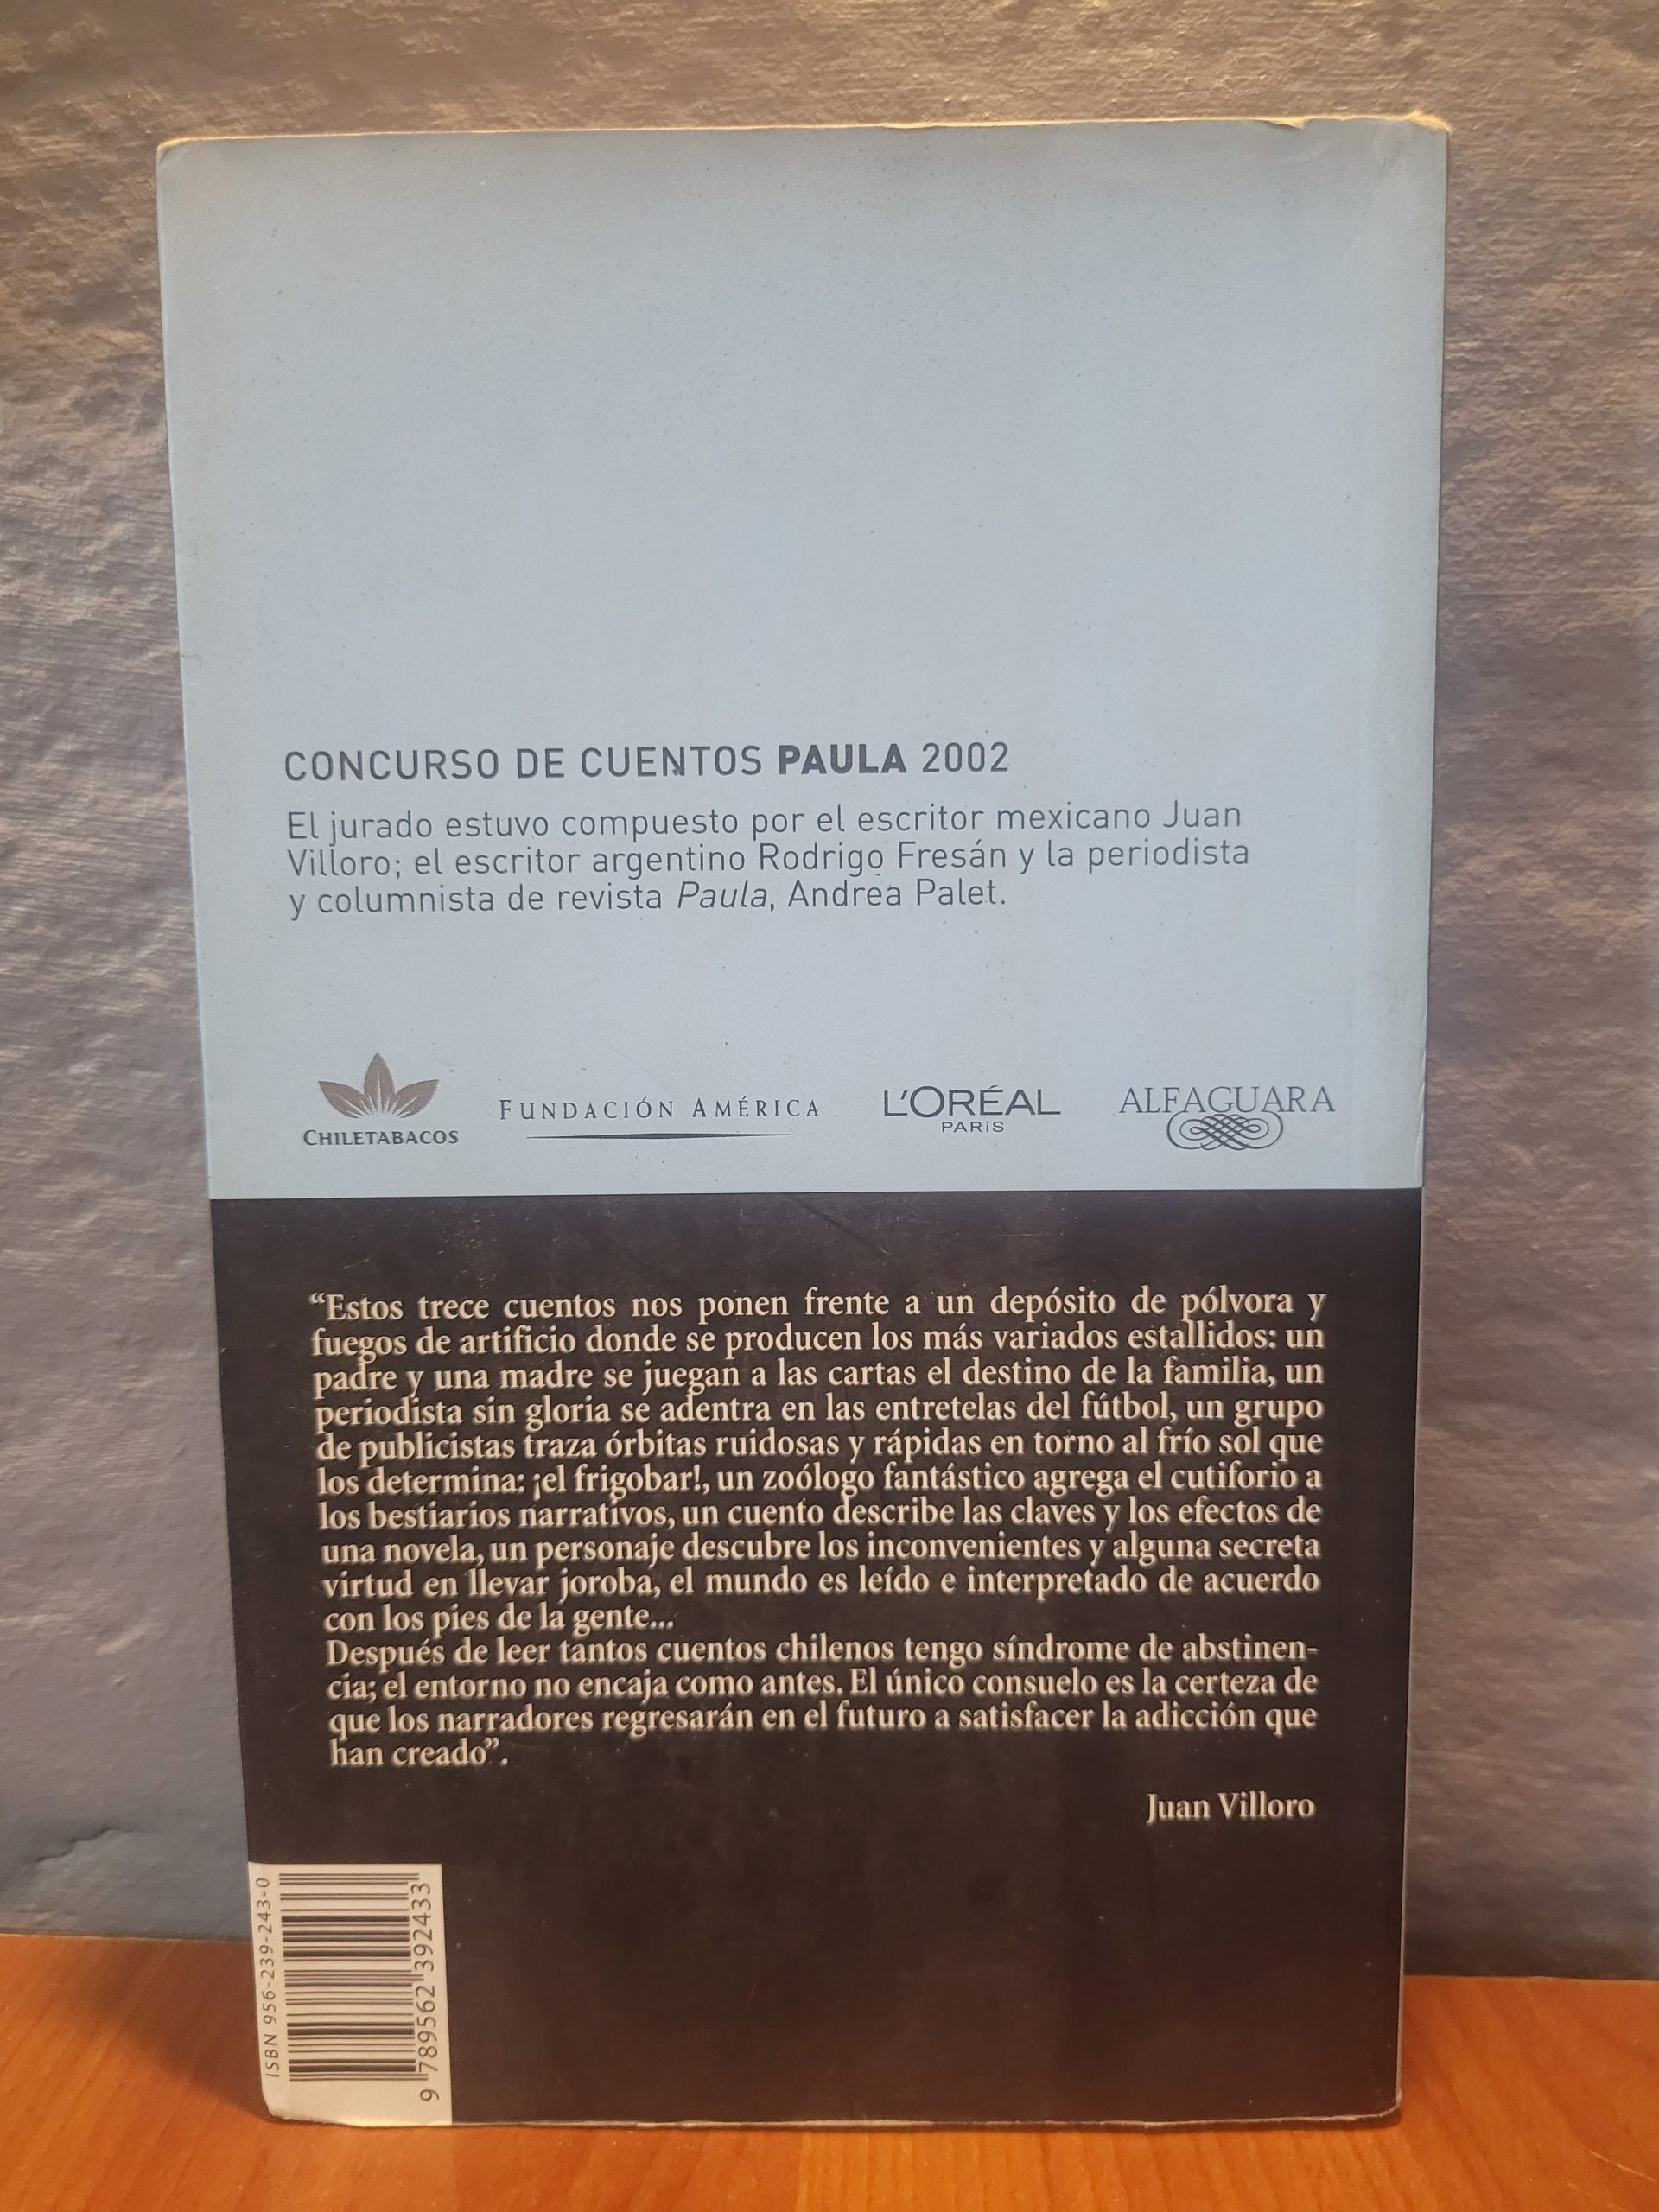 CONCURSO DE CUENTOS PAULA 2002
El jurado estuvo compuesto por el escritor mexicano Juan
Villoro; el escritor argentino Rodrigo Fresán y la periodista
y columnista de revista Paula, Andrea Palet.
CHILETABACOS
FUNDACIÓN AMÉRICA
L'ORÉAL
PARiS
ALFAGUARA
“Estos trece cuentos nos ponen frente a un depósito de pólvora y
fuegos de artificio donde se producen los más variados estallidos: un
padre y una madre se juegan a las cartas el destino de la familia, un
periodista sin gloria se adentra en las entretelas del fútbol, un grupo
de publicistas traza órbitas ruidosas y rápidas en torno al frío sol que
los determina: ¡el frigobar!, un zoólogo fantástico agrega el cutiforio a
los bestiarios narrativos, un cuento describe las claves y los efectos de
una novela, un personaje descubre los inconvenientes y alguna secreta
virtud en llevar joroba, el mundo es leído e interpretado de acuerdo
con los pies de la gente...
Después de leer tantos cuentos chilenos tengo síndrome de abstinen-
cia; el entorno no encaja como antes. El único consuelo es la certeza de
que los narradores regresarán en el futuro a satisfacer la adicción que
han creado”.
Juan Villoro
ISBN 956-239-243-0
9 789562 392433